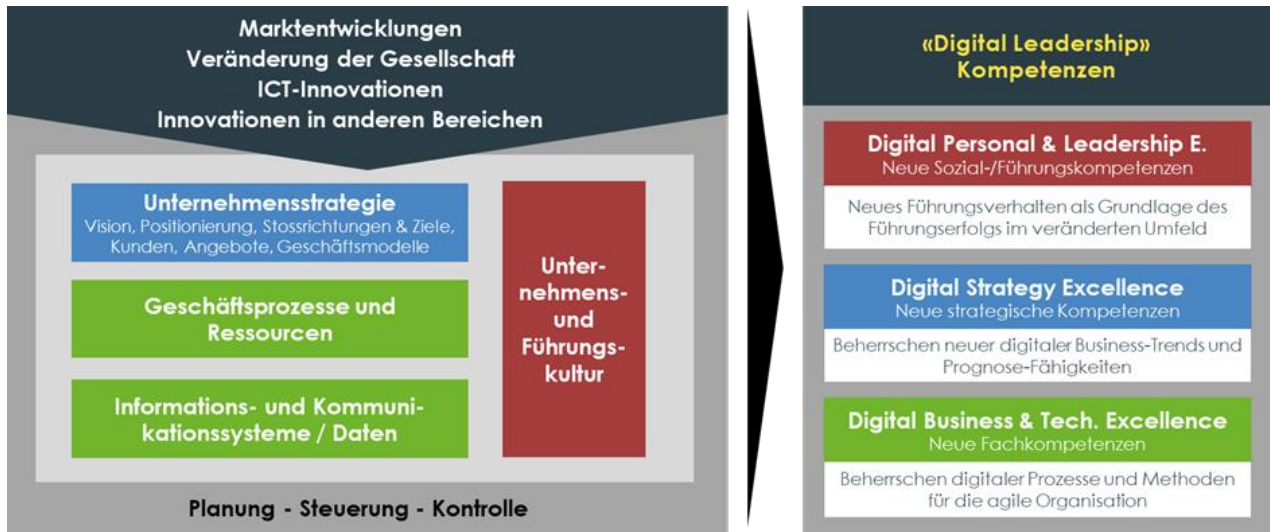 Marktentwicklungen
Veränderung der Gesellschaft
ICT-Innovationen
Innovationen in anderen Bereichen
Unternehmensstrategie
Vision, Positionierung, Stossrichtungen & Ziele,
Kunden, Angebote, Geschäftsmodelle
Geschäftsprozesse und
Ressourcen
Informations- und Kommuni-
kationssysteme / Daten
Unter-
nehmens-
und
Führungs-
kultur
Planung - Steuerung - Kontrolle
«Digital Leadership»
Kompetenzen
Digital Personal & Leadership E.
Neue Sozial-/Führungskompetenzen
Neues Führungsverhalten als Grundlage des
Führungserfolgs im veränderten Umfeld
Digital Strategy Excellence
Neue strategische Kompetenzen
Beherrschen neuer digitaler Business-Trends und
Prognose-Fähigkeiten
Digital Business & Tech. Excellence
Neue Fachkompetenzen
Beherrschen digitaler Prozesse und Methoden
für die agile Organisation